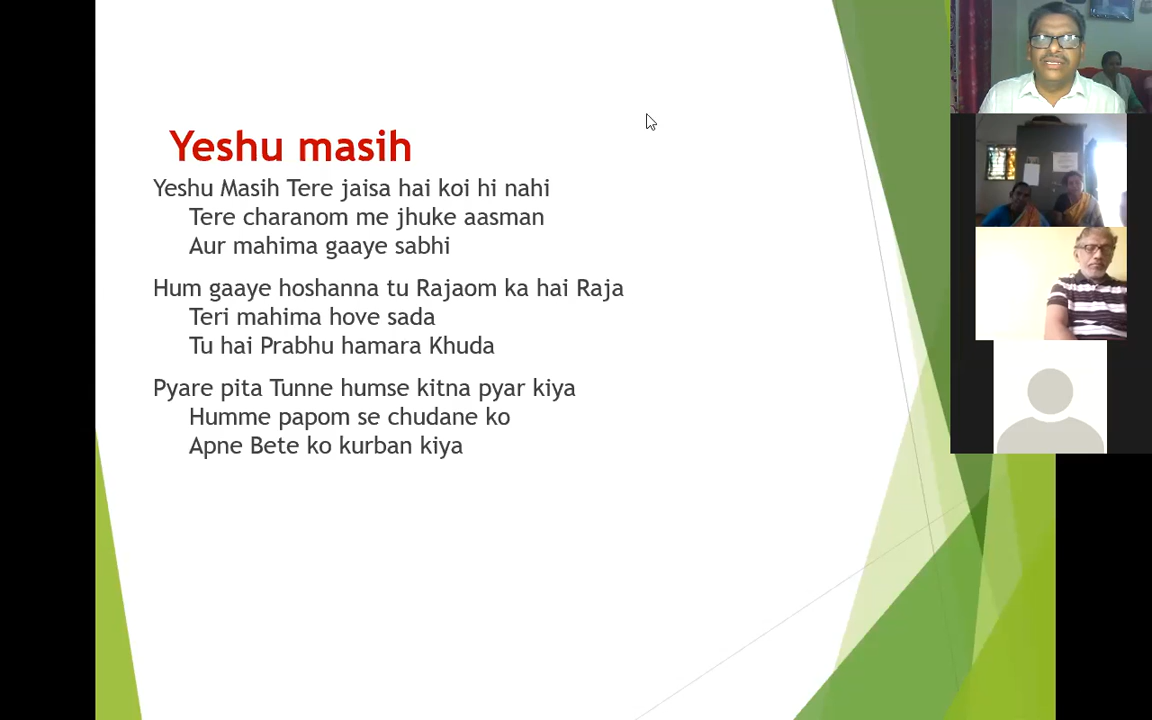 Yeshu masih
Yeshu Masih Tere jaisa hai koi hi nahi
Tere charanom me jhuke aasman
Aur mahima gaaye sabhi
Hum gaaye hoshanna tu Rajaom ka hai Raja
Teri mahima hove sada
Tu hai Prabhu hamara Khuda
Pyare pita Tunne humse kitna pyar kiya
Humme papom se chudane ko
Apne Bete ko kurban kiya